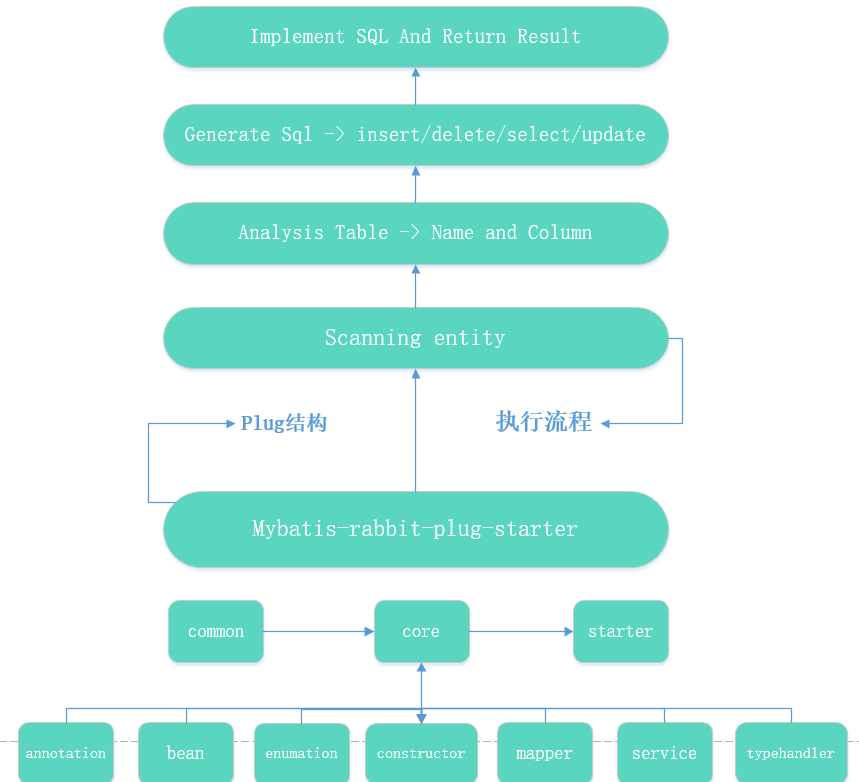 Implement SQL And Return Result
Generate Sql -> insert/delete/select/update
Analysis Table -> Name and Column
Scanning entity
Plug结构
执行流程
Mybatis-rabbit-plug-starter
common
core
starter
annotation
bean
enumation
constructor
mapper
service
typehandler